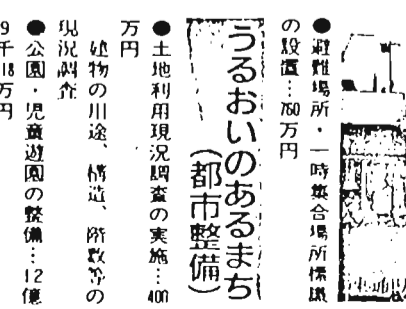 ●避難場所・一時集合場所標識
の設置…760万円
うるおいのあるまち
(都市整備)
●土地利用現況調査の実施…400
万円
建物の用途、構造、階数等の
現況調査
●公園・児童遊園の整備…12億
9千118万円